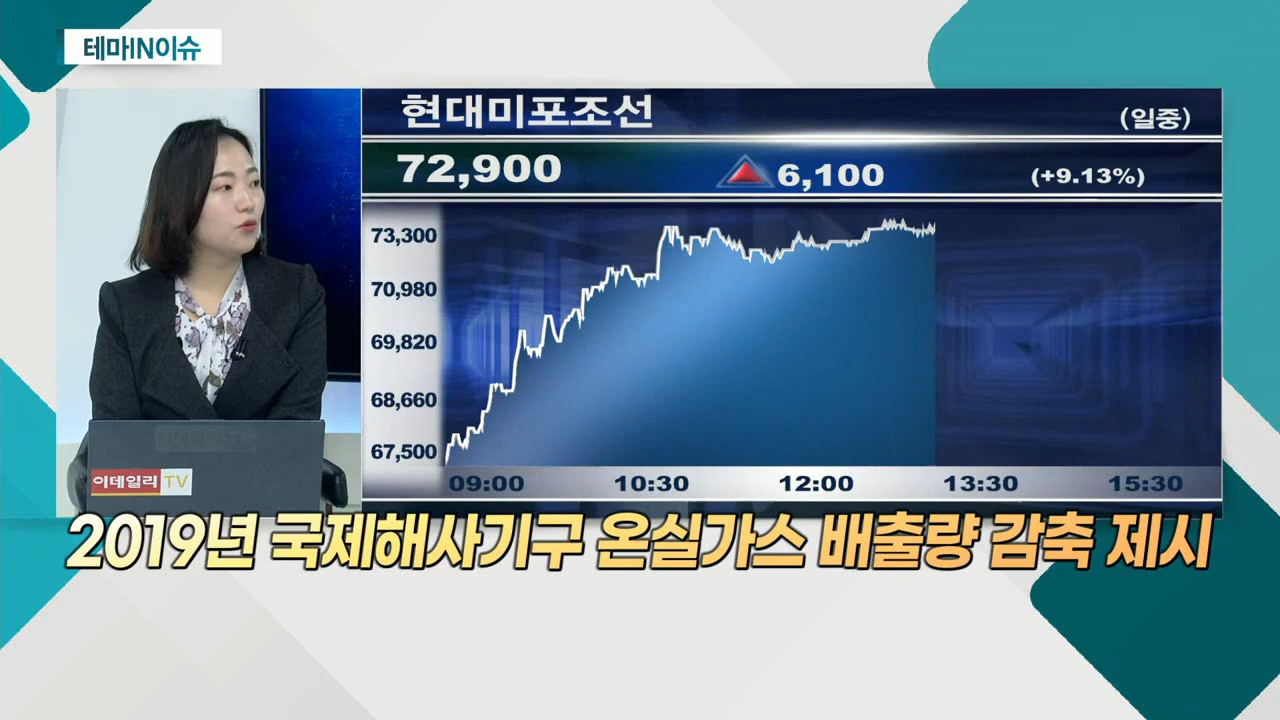 테마IN이슈
현대미포조선 (일중)
72,900 ▲ 6,100 (+9.13%)
73,300
70,980
69,820
68,660
67,500
09:00 10:30 12:00 13:30 15:30
이데일리 TV
2019년 국제해사기구 온실가스 배출량 감축 제시